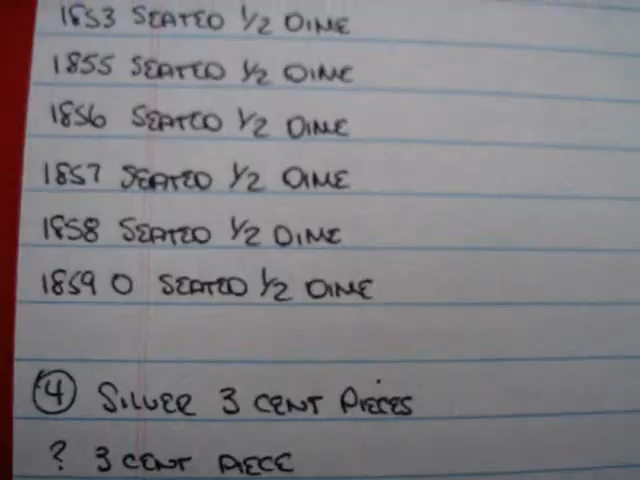 1853 SEATED 1/2 DIME
1855 SEATED 1/2 DIME
1856 SEATED 1/2 DIME
1857 SEATED 1/2 DIME
1858 SEATED 1/2 DIME
1859 O SEATED 1/2 DIME
4 SILVER 3 CENT PIECES
? 3 CENT PIECE